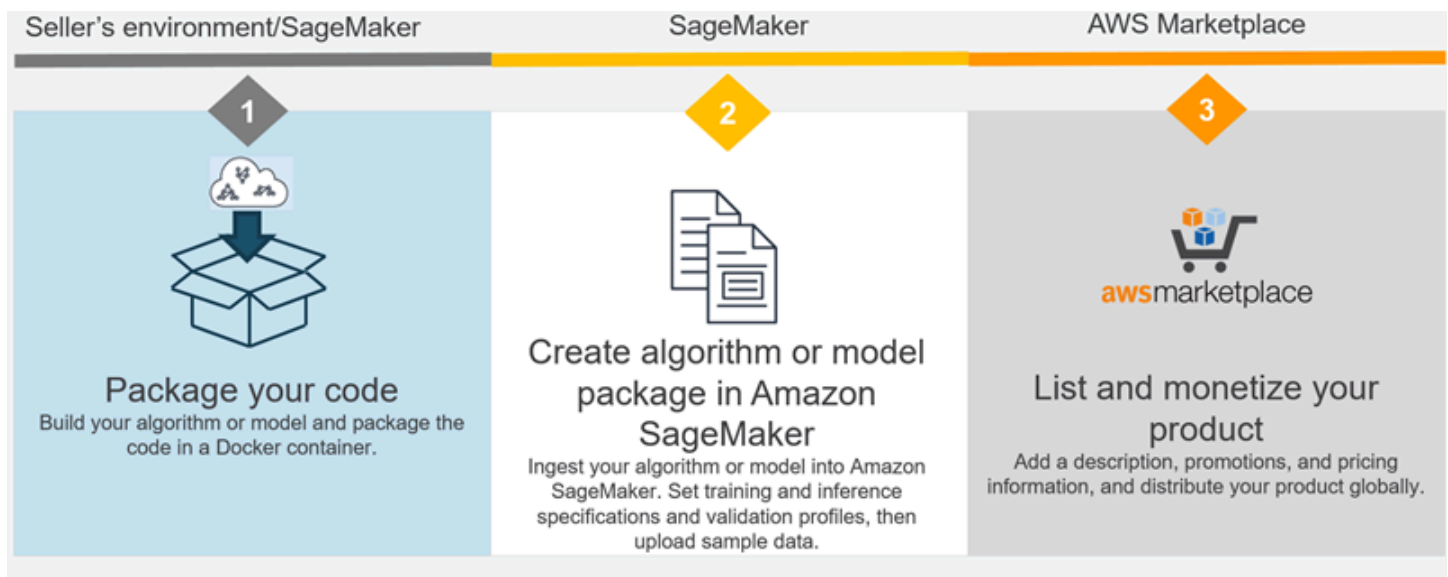 Seller's environment/SageMaker
SageMaker
AWS Marketplace
1
2
3
Package your code
Build your algorithm or model and package the
code in a Docker container.
Create algorithm or model
package in Amazon
SageMaker
Ingest your algorithm or model into Amazon
SageMaker. Set training and inference
specifications and validation profiles, then
upload sample data.
awsmarketplace
List and monetize your
product
Add a description, promotions, and pricing
information, and distribute your product globally.